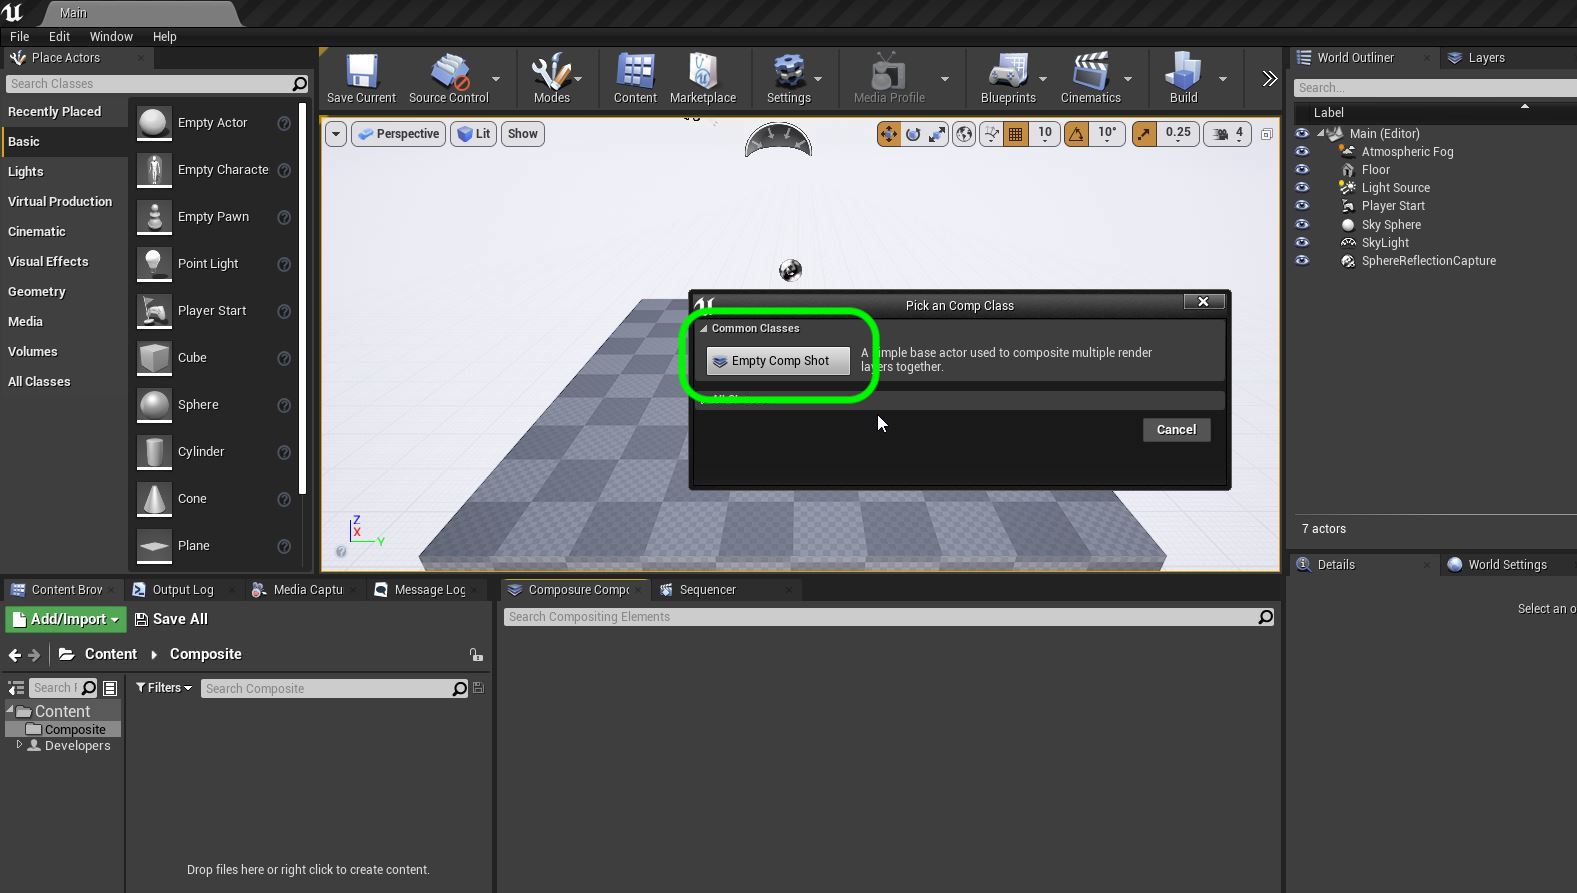 Main
File Edit Window Help
Place Actors
Search Classes
Recently Placed
Basic
Lights
Virtual Production
Cinematic
Visual Effects
Geometry
Media
Volumes
All Classes
Empty Actor
Empty Characte
Empty Pawn
Point Light
Player Start
Cube
Sphere
Cylinder
Cone
Plane
Save Current
Source Control
Modes
Content
Marketplace
Settings
Media Profile
Blueprints
Cinematics
Build
Perspective
Lit
Show
10
10°
0.25
4
Z
X
Y
Pick an Comp Class
Common Classes
Empty Comp Shot
A simple base actor used to composite multiple render
layers together.
Cancel
World Outliner
Layers
Search...
Label
Main (Editor)
Atmospheric Fog
Floor
Light Source
Player Start
Sky Sphere
SkyLight
SphereReflectionCapture
7 actors
Details
World Settings
Select an o
Content Brov
Output Log
Media Captu
Message Log
Add/Import
Save All
Content
Composite
Search F
Filters
Search Composite
Content
Composite
Developers
Drop files here or right click to create content.
Composure Compo
Sequencer
Search Compositing Elements